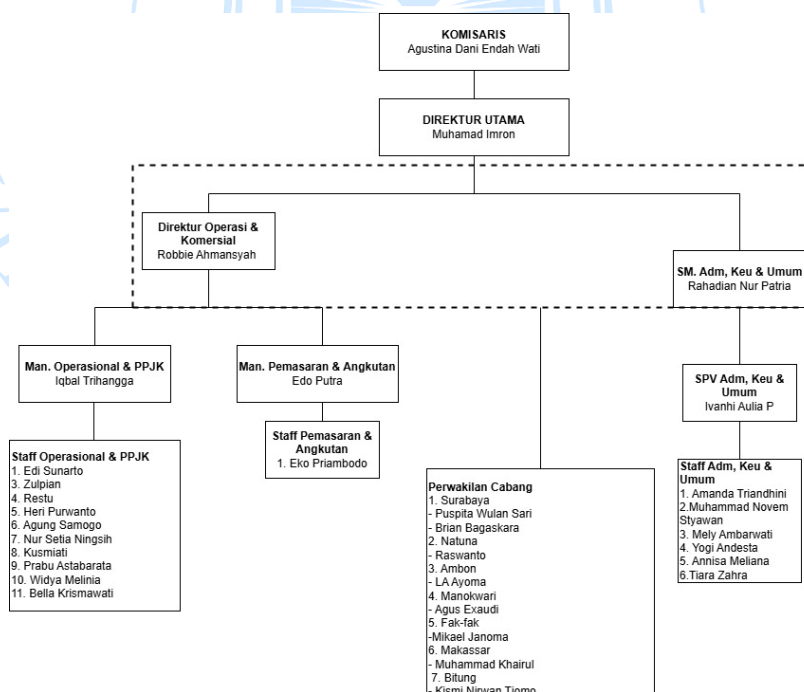 KOMISARIS
Agustina Dani Endah Wati
DIREKTUR UTAMA
Muhamad Imron
Direktur Operasi &
Komersial
Robbie Ahmansyah
SM. Adm, Keu & Umum
Rahadian Nur Patria
Man. Operasional & PPJK
Iqbal Trihangga
Man. Pemasaran & Angkutan
Edo Putra
SPV Adm, Keu &
Umum
Ivanhi Aulia P
Staff Operasional & PPJK
1. Edi Sunarto
3. Zulpian
4. Restu
5. Heri Purwanto
6. Agung Samogo
7. Nur Setia Ningsih
8. Kusmiati
9. Prabu Astabarata
10. Widya Melinia
11. Bella Krismawati
Staff Pemasaran &
Angkutan
1. Eko Priambodo
Perwakilan Cabang
1. Surabaya
- Puspita Wulan Sari
- Brian Bagaskara
2. Natuna
- Raswanto
3. Ambon
- LA Ayoma
4. Manokwari
- Agus Exaudi
5. Fak-fak
-Mikael Janoma
6. Makassar
- Muhammad Khairul
7. Bitung
- Kismi Nirwan Tiomo
Staff Adm, Keu &
Umum
1. Amanda Triandhini
2.Muhammad Novem
Styawan
3. Mely Ambarwati
4. Yogi Andesta
5. Annisa Meliana
6.Tiara Zahra